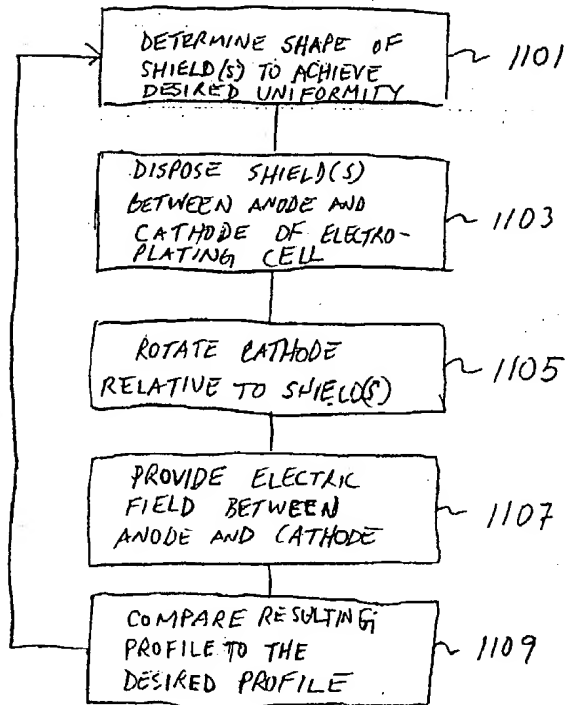 DETERMINE SHAPE OF
SHIELD(S) TO ACHIEVE
DESIRED UNIFORMITY
1101
DISPOSE SHIELD(S)
BETWEEN ANODE AND
CATHODE OF ELECTRO-
PLATING CELL
1103
ROTATE CATHODE
RELATIVE TO SHIELD(S)
1105
PROVIDE ELECTRIC
FIELD BETWEEN
ANODE AND CATHODE
1107
COMPARE RESULTING
PROFILE TO THE
DESIRED PROFILE
1109